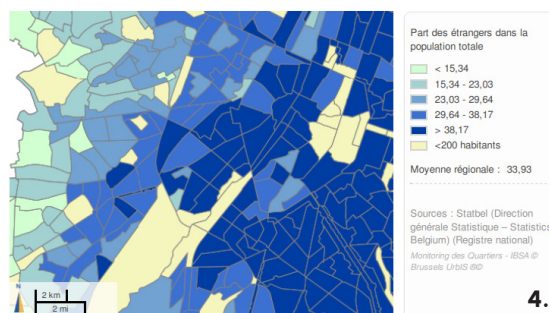 Part des étrangers dans la
population totale
< 15,34
15,34 - 23,03
23,03 - 29,64
29,64 - 38,17
> 38,17
<200 habitants
Moyenne régionale : 33,93
Sources : Statbel (Direction
générale Statistique – Statistics
Belgium) (Registre national)
Monitoring des Quartiers - IBSA ©
Brussels UrbIS ®©
N
2 km
2 mi
4.